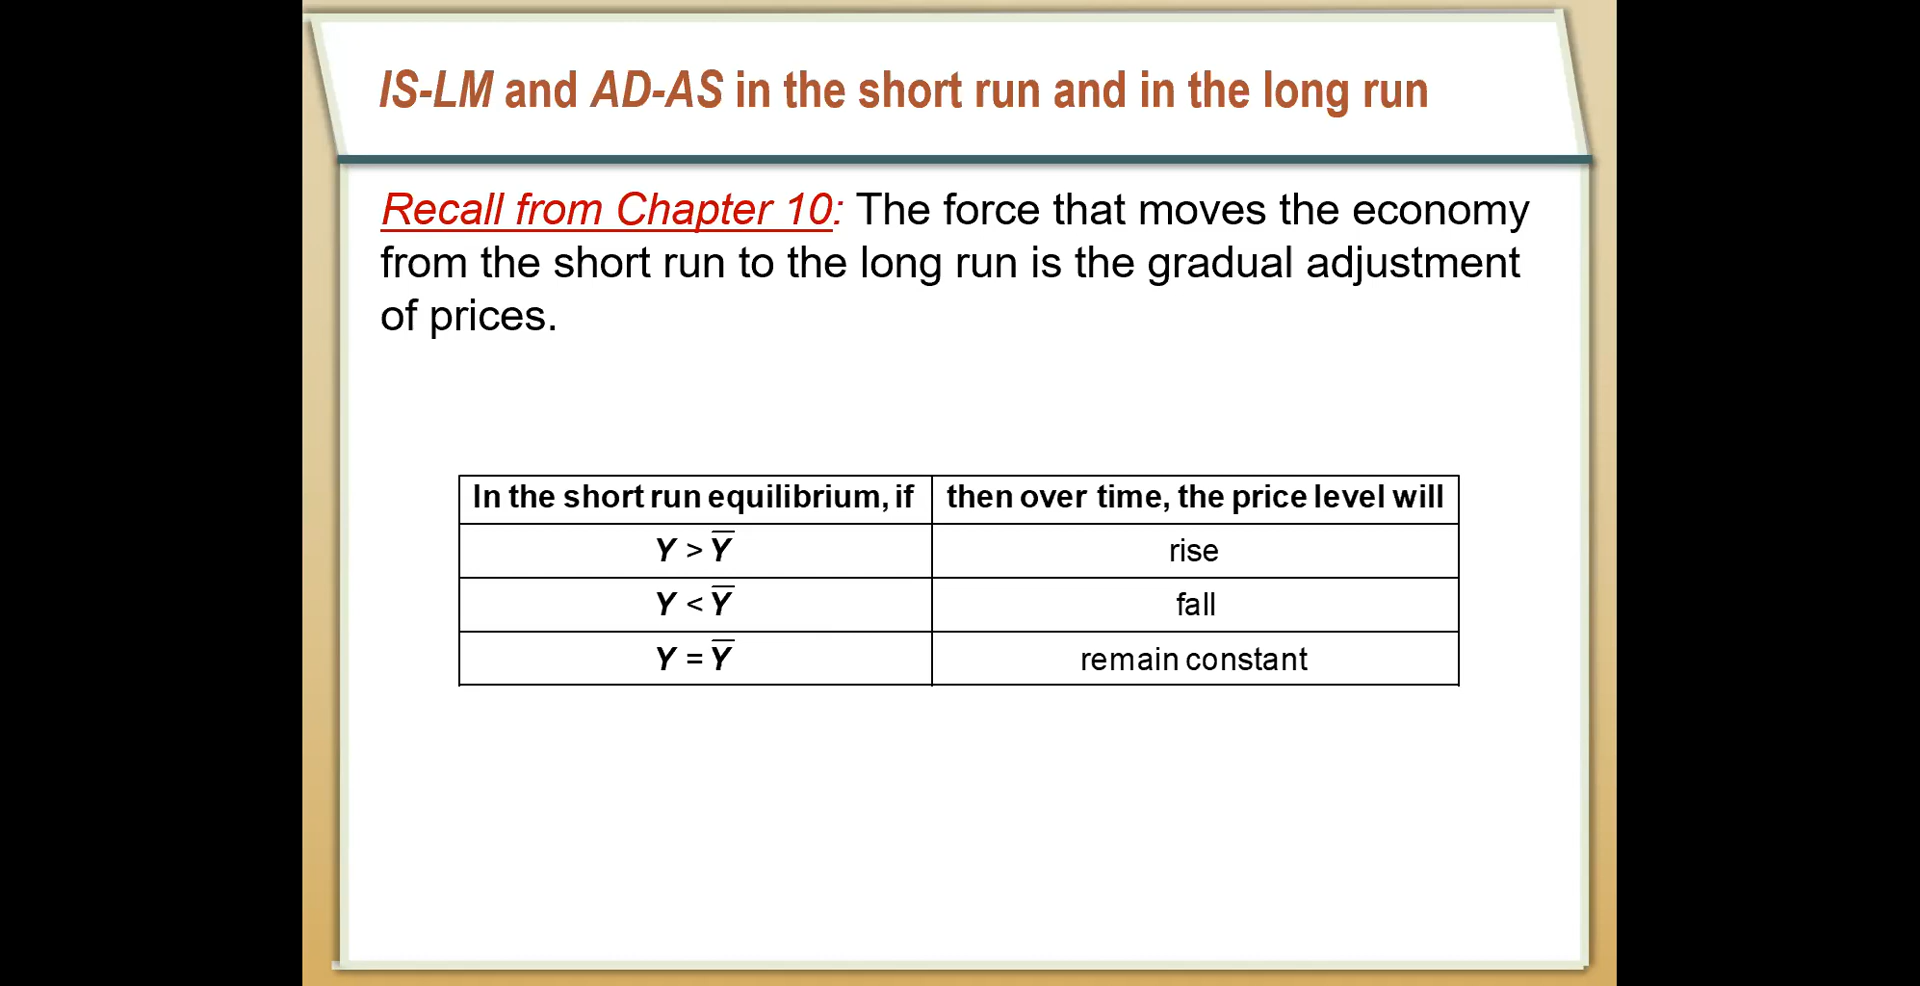 IS-LM and AD-AS in the short run and in the long run
Recall from Chapter 10: The force that moves the economy
from the short run to the long run is the gradual adjustment
of prices.
In the short run equilibrium, if then over time, the price level will
Y > Y̅ rise
Y < Y̅ fall
Y = Y̅ remain constant